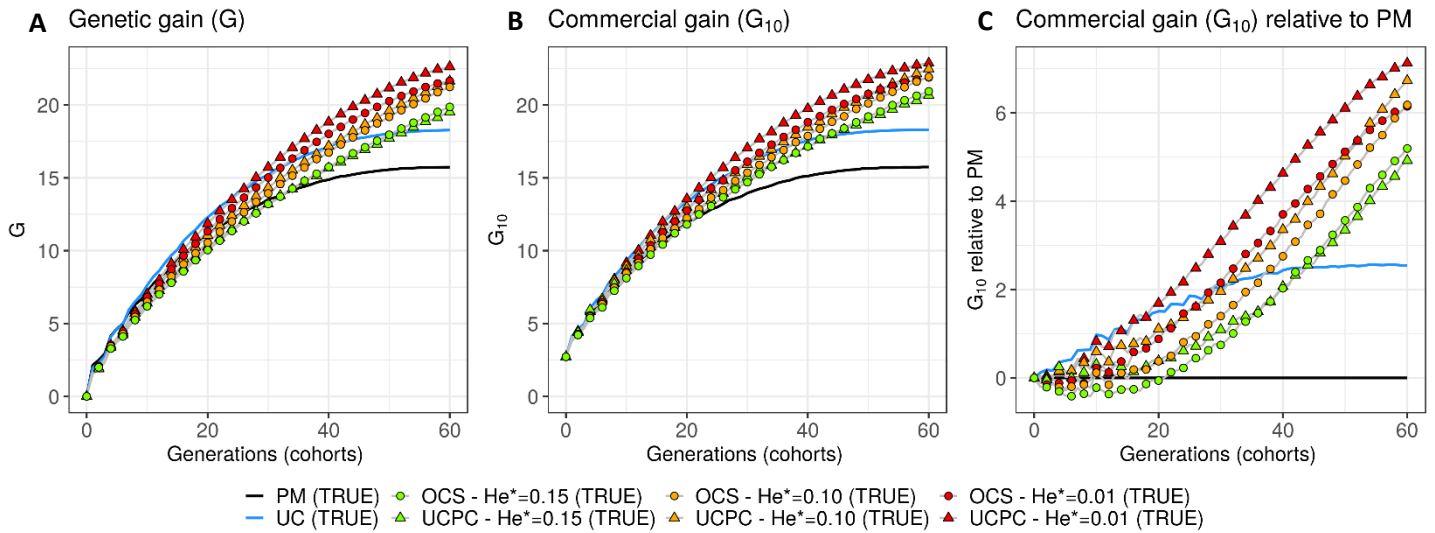 A Genetic gain (G)
B Commercial gain (G₁₀)
C Commercial gain (G₁₀) relative to PM
G
20
15
10
5
0
0 20 40 60
Generations (cohorts)
G₁₀
20
15
10
5
0
0 20 40 60
Generations (cohorts)
G₁₀ relative to PM
6
4
2
0
0 20 40 60
Generations (cohorts)
PM (TRUE) OCS - He*=0.15 (TRUE) OCS - He*=0.10 (TRUE) OCS - He*=0.01 (TRUE)
UC (TRUE) UCPC - He*=0.15 (TRUE) UCPC - He*=0.10 (TRUE) UCPC - He*=0.01 (TRUE)